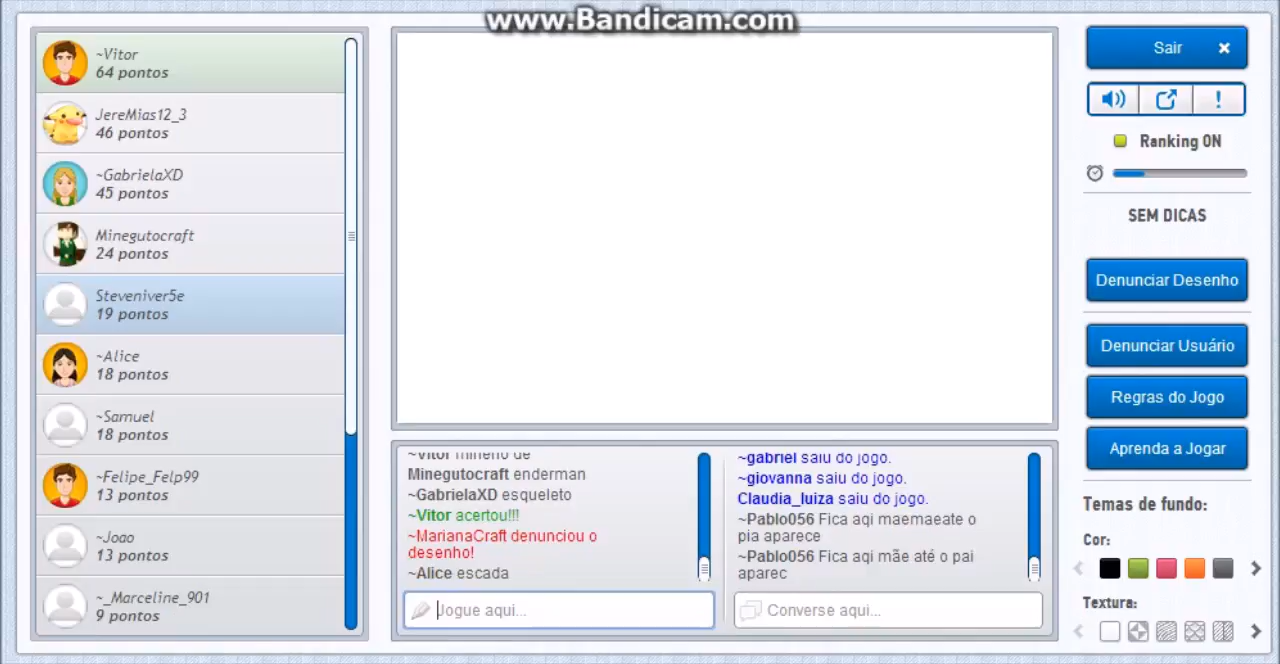 www.Bandicam.com
~Vitor
64 pontos
JereMias12_3
46 pontos
~GabrielaXD
45 pontos
Minegutocraft
24 pontos
Steveniver5e
19 pontos
~Alice
18 pontos
~Samuel
18 pontos
~Felipe_Felp99
13 pontos
~Joao
13 pontos
~_Marceline_901
9 pontos
~Vitor mineno de
Minegutocraft enderman
~GabrielaXD esqueleto
~Vitor acertou!!!
~MarianaCraft denunciou o
desenho!
~Alice escada
Jogue aqui...
~gabriel saiu do jogo.
~giovanna saiu do jogo.
Claudia_luiza saiu do jogo.
~Pablo056 Fica aqi maemaeate o
pia aparece
~Pablo056 Fica aqi mãe até o pai
aparec
Converse aqui...
Sair
Ranking ON
SEM DICAS
Denunciar Desenho
Denunciar Usuário
Regras do Jogo
Aprenda a Jogar
Temas de fundo:
Cor:
Textura: